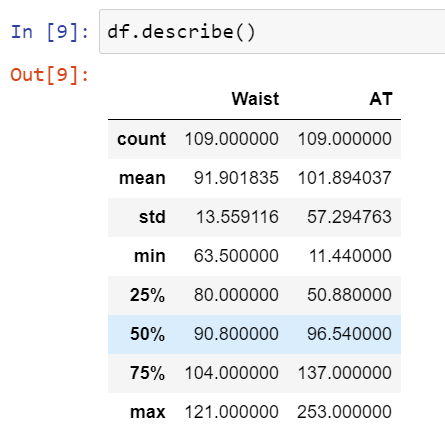 In [9]: df.describe()
Out[9]:
Waist AT
count 109.000000 109.000000
mean 91.901835 101.894037
std 13.559116 57.294763
min 63.500000 11.440000
25% 80.000000 50.880000
50% 90.800000 96.540000
75% 104.000000 137.000000
max 121.000000 253.000000